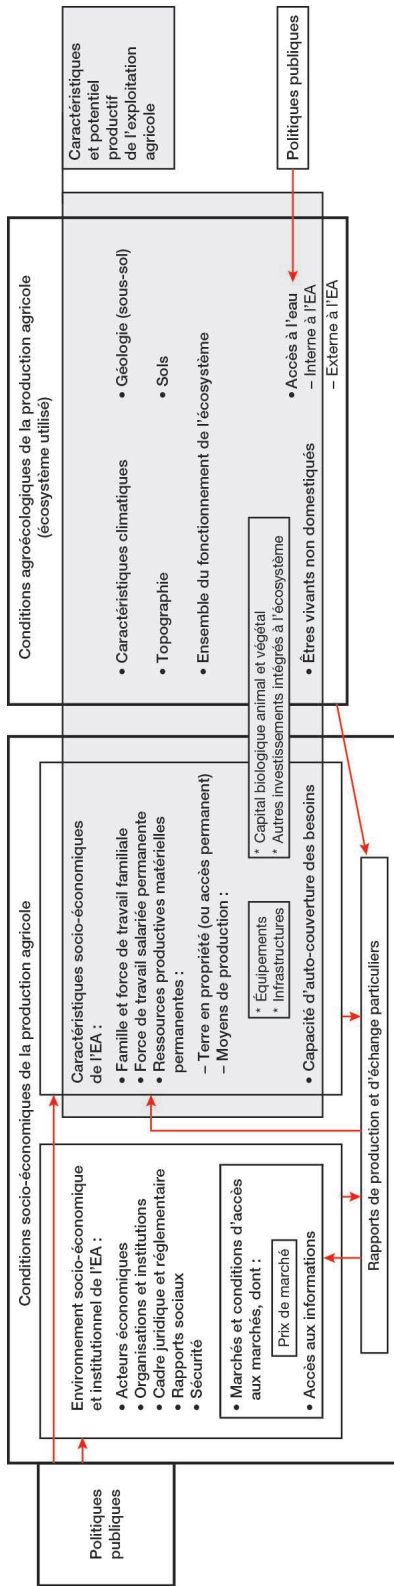 Politiques
publiques
Conditions socio-économiques de la production agricole
Environnement socio-économique
et institutionnel de l'EA :
• Acteurs économiques
• Organisations et institutions
• Cadre juridique et réglementaire
• Rapports sociaux
• Sécurité
• Marchés et conditions d'accès
aux marchés, dont :
Prix de marché
• Accès aux informations
Caractéristiques socio-économiques
de l'EA :
• Famille et force de travail familiale
• Force de travail salariée permanente
• Ressources productives matérielles
permanentes :
– Terre en propriété (ou accès permanent)
– Moyens de production :
* Équipements
* Infrastructures
* Capital biologique animal et végétal
* Autres investissements intégrés à l'écosystème
• Capacité d'auto-couverture des besoins
Rapports de production et d'échange particuliers
Conditions agroécologiques de la production agricole
(écosystème utilisé)
• Caractéristiques climatiques
• Géologie (sous-sol)
• Topographie
• Sols
• Ensemble du fonctionnement de l'écosystème
• Êtres vivants non domestiqués
• Accès à l'eau
– Interne à l'EA
– Externe à l'EA
Caractéristiques
et potentiel
productif
de l'exploitation
agricole
Politiques publiques